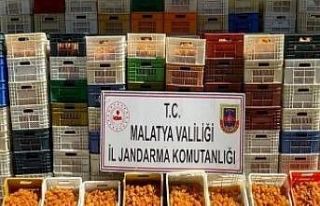 T.C.
MALATYA VALİLİĞİ
İL JANDARMA KOMUTANLIĞI